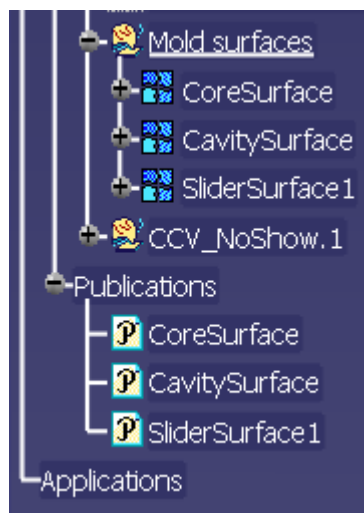 Mold surfaces
CoreSurface
CavitySurface
SliderSurface1
CCV_NoShow.1
Publications
P CoreSurface
P CavitySurface
P SliderSurface1
Applications